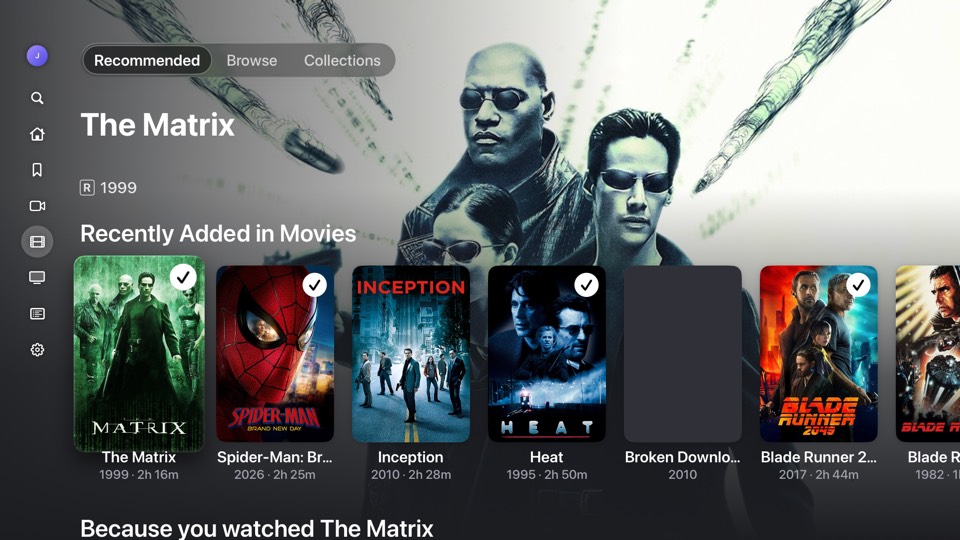 J
Recommended
Browse
Collections
The Matrix
R 1999
Recently Added in Movies
THE
MATRIX
SPIDER-MAN
BRAND NEW DAY
INCEPTION
HEAT
BLADE
RUNNER
2049
BLADE R
The Matrix
1999 · 2h 16m
Spider-Man: Br...
2026 · 2h 25m
Inception
2010 · 2h 28m
Heat
1995 · 2h 50m
Broken Downlo...
2010
Blade Runner 2...
2017 · 2h 44m
Blade R
1982 · 1
Because you watched The Matrix